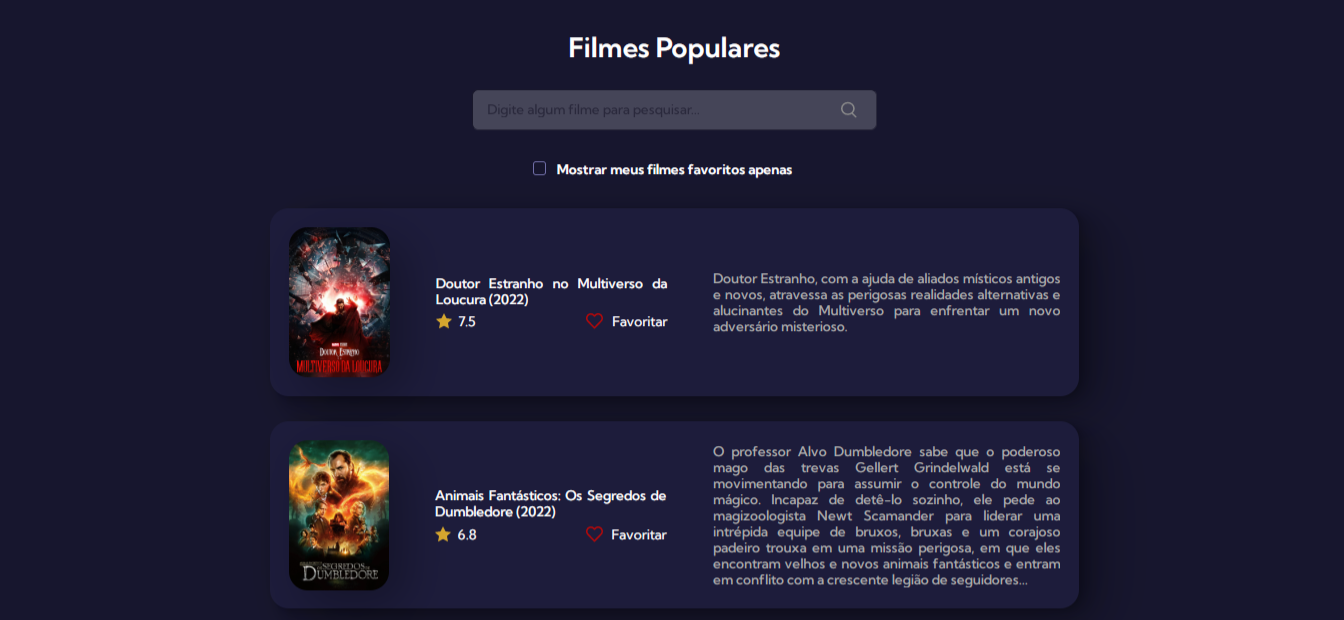 Filmes Populares
Digite algum filme para pesquisar...
Mostrar meus filmes favoritos apenas
DOUTOR ESTRANHO
MULTIVERSO DA LOUCURA
Doutor Estranho no Multiverso da
Loucura (2022)
7.5 Favoritar
Doutor Estranho, com a ajuda de aliados místicos antigos
e novos, atravessa as perigosas realidades alternativas e
alucinantes do Multiverso para enfrentar um novo
adversário misterioso.
SEGREDOS
DUMBLEDORE
Animais Fantásticos: Os Segredos de
Dumbledore (2022)
6.8 Favoritar
O professor Alvo Dumbledore sabe que o poderoso
mago das trevas Gellert Grindelwald está se
movimentando para assumir o controle do mundo
mágico. Incapaz de detê-lo sozinho, ele pede ao
magizoologista Newt Scamander para liderar uma
intrépida equipe de bruxos, bruxas e um corajoso
padeiro trouxa em uma missão perigosa, em que eles
encontram velhos e novos animais fantásticos e entram
em conflito com a crescente legião de seguidores...